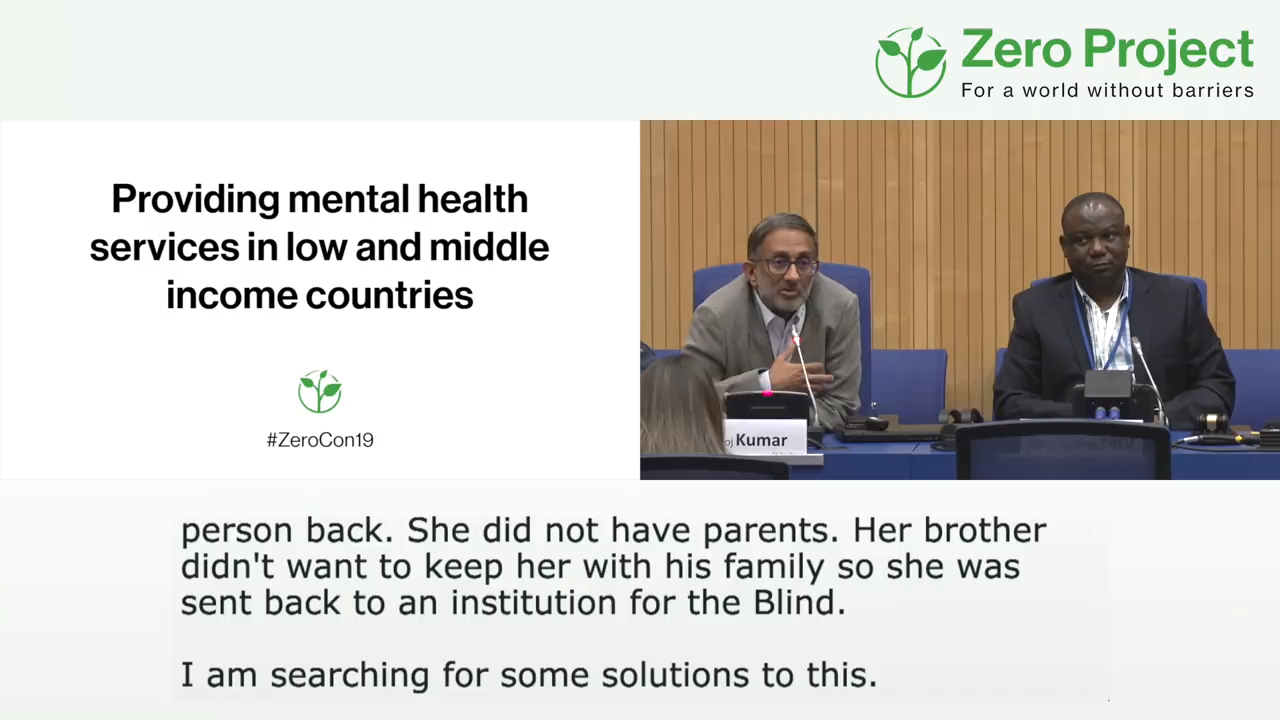 Zero Project
For a world without barriers
Providing mental health
services in low and middle
income countries
#ZeroCon19
Kumar
person back. She did not have parents. Her brother
didn't want to keep her with his family so she was
sent back to an institution for the Blind.
I am searching for some solutions to this.